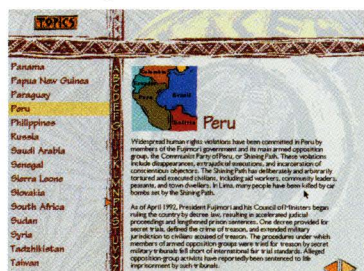 TOPICS
Panama
Papua New Guinea
Paraguay
Peru
Philippines
Russia
Saudi Arabia
Senegal
Sierra Leone
Slovakia
South Africa
Sudan
Syria
Tadzhikistan
Taiwan
A
B
C
D
E
F
G
H
I
J
K
L
M
N
P
R
S
T
U
V
Y
Z
Brazil
Peru
Bolivia
Peru
Widespread human rights violations have been committed in Peru by
members of the Fujimori government and its main armed opposition
group, the Communist Party of Peru, or Shining Path. These violations
include disappearances, extrajudicial executions, and incarceration of
conscientious objectors. The Shining Path has deliberately and arbitrarily
tortured and executed civilians, including aid workers, community leaders,
peasants, and town dwellers. In Lima, many people have been killed by car
bombs set by the Shining Path.
As of April 1992, President Fujimori and his Council of Ministers began
ruling the country by decree law, resulting in accelerated judicial
proceedings and lengthened prison sentences. One decree provided for
secret trials, defined the crime of treason, and extended military
jurisdiction to civilians accused of treason. The procedures under which
members of armed opposition groups were tried for treason by secret
military tribunals fell short of international fair trial standards. Alleged
opposition-group activists have reportedly been sentenced to life
imprisonment by such tribunals.